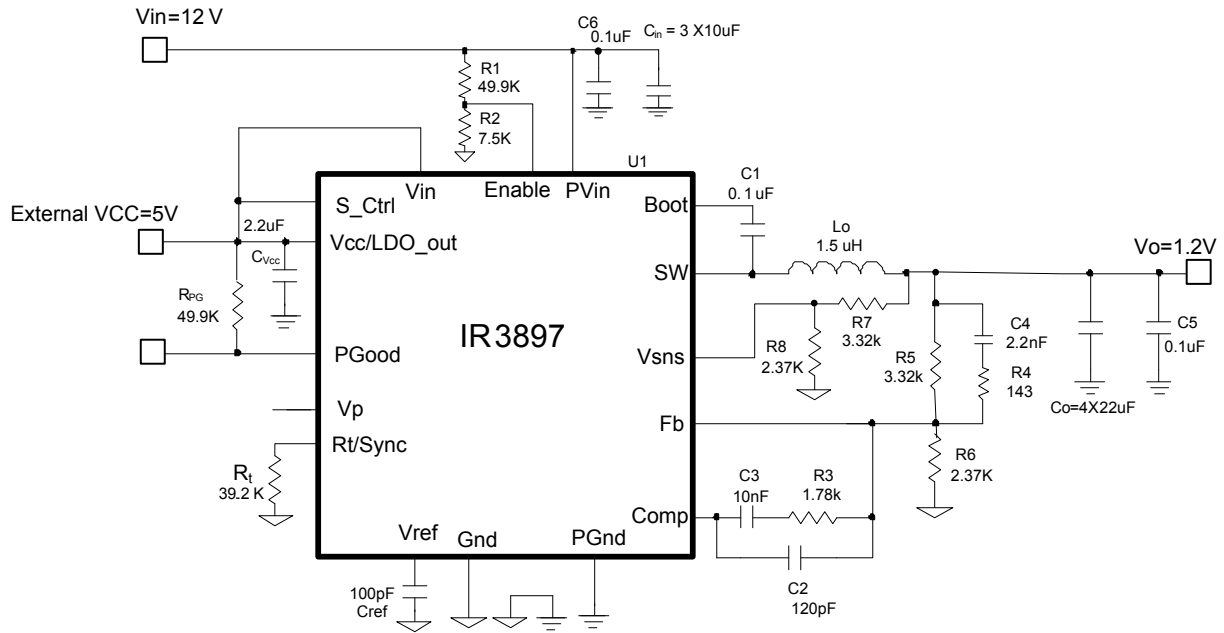 Vin=12 V
C6
0.1uF
Cin = 3 X10uF
R1
49.9K
R2
7.5K
U1
Vin
Enable
PVin
C1
0.1uF
External VCC=5V
S_Ctrl
Boot
2.2uF
Vcc/LDO_out
CVcc
Lo
1.5 uH
Vo=1.2V
SW
RPG
49.9K
IR3897
R7
3.32k
C4
2.2nF
C5
0.1uF
PGood
Vsns
R8
2.37K
R5
3.32k
R4
143
Co=4X22uF
Vp
Fb
Rt/Sync
R6
2.37K
Rt
39.2 K
C3
10nF
R3
1.78k
Comp
Vref
Gnd
PGnd
100pF
Cref
C2
120pF